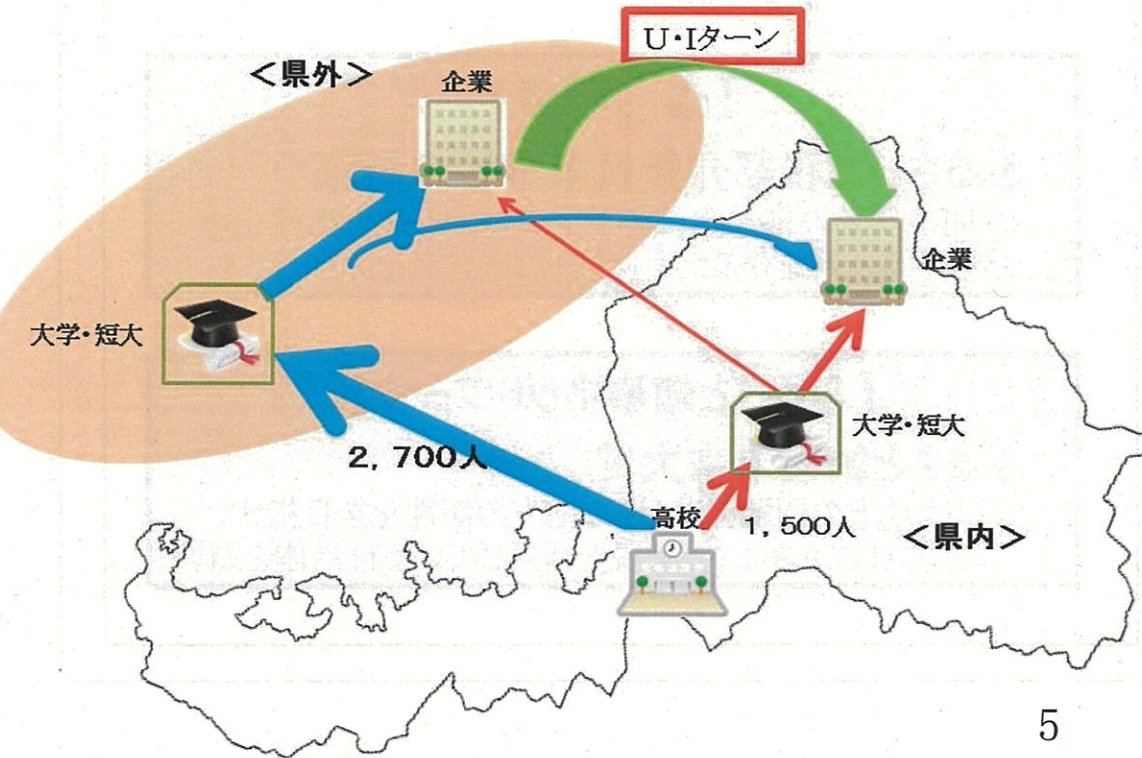 U・Iターン
＜県外＞
企業
企業
大学・短大
大学・短大
2，700人
高校
1，500人
＜県内＞
5